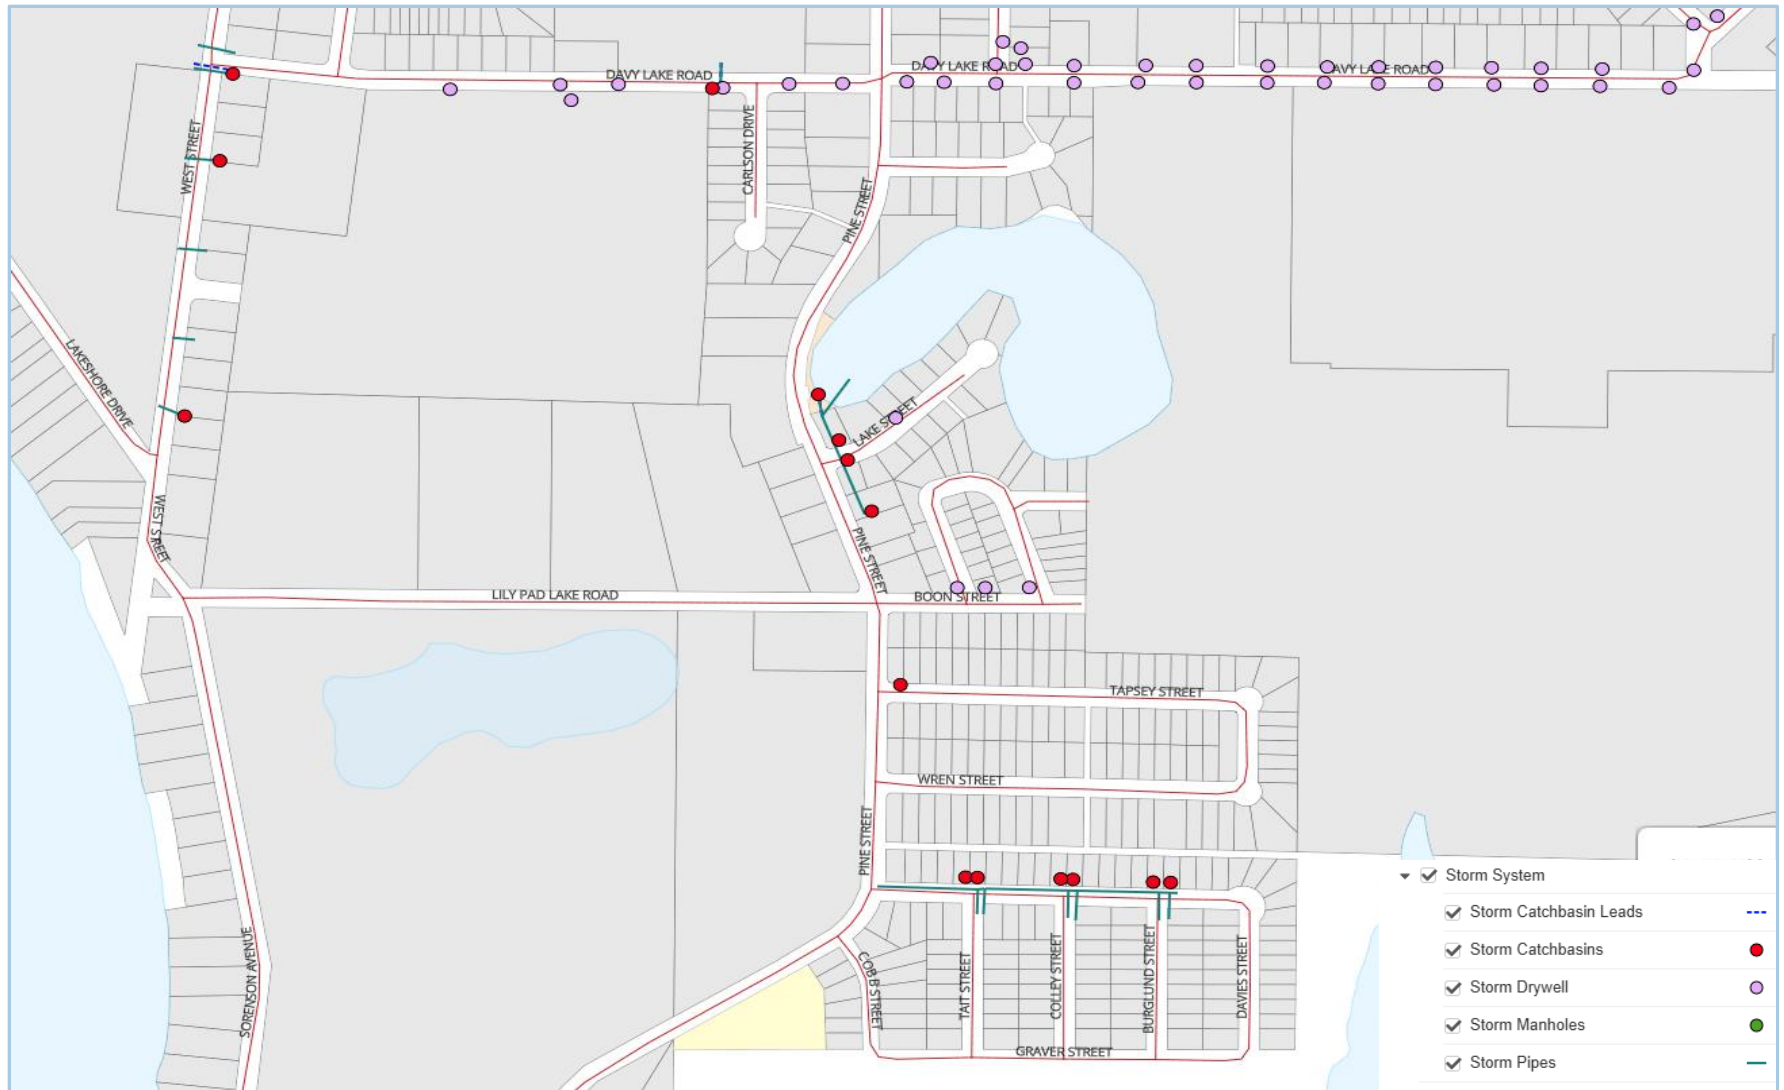 DAVY LAKE ROAD
DAVY LAKE ROAD
DAVY LAKE ROAD
WEST STREET
CARLSON DRIVE
PINE STREET
LAKESHORE DRIVE
LAKE STREET
WEST STREET
PINE STREET
LILY PAD LAKE ROAD
BOON STREET
TAPSEY STREET
WREN STREET
PINE STREET
SORENSON AVENUE
COBB STREET
TAIT STREET
COLLEY STREET
BURGLUND STREET
DAVIES STREET
GRAVER STREET
Storm System
Storm Catchbasin Leads
Storm Catchbasins
Storm Drywell
Storm Manholes
Storm Pipes